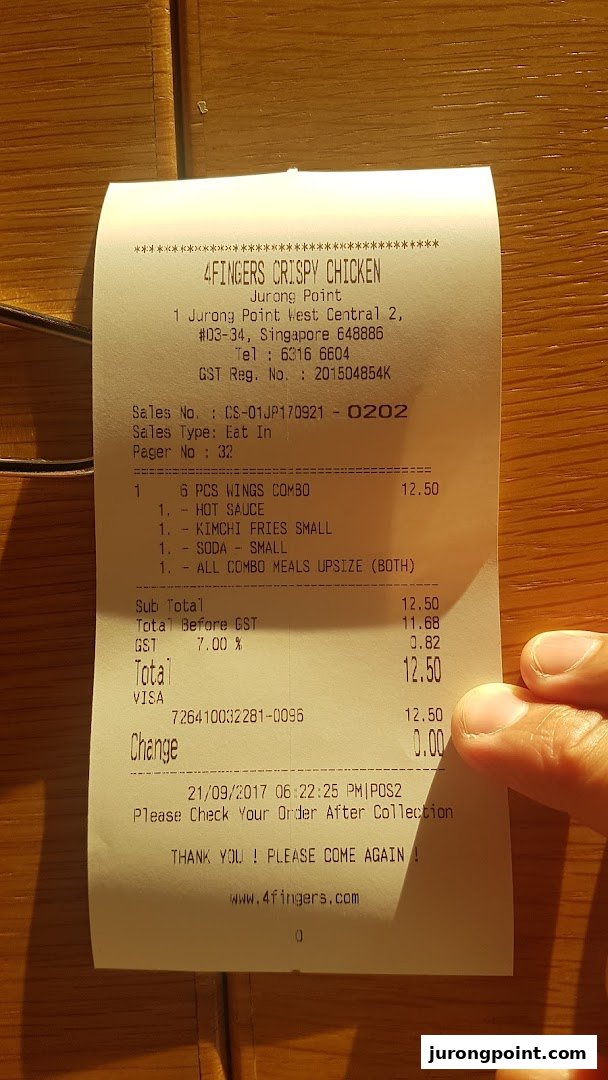 ****************************************
4FINGERS CRISPY CHICKEN
Jurong Point
1 Jurong Point West Central 2,
#03-34, Singapore 648886
Tel : 6316 6604
GST Reg. No. : 201504854K
Sales No. : CS-01JP170921 - 0202
Sales Type: Eat In
Pager No : 32
======================================
1 6 PCS WINGS COMBO 12.50
1. - HOT SAUCE
1. - KIMCHI FRIES SMALL
1. - SODA - SMALL
1. - ALL COMBO MEALS UPSIZE (BOTH)
--------------------------------------
Sub Total 12.50
Total Before GST 11.68
GST 7.00 % 0.82
Total 12.50
VISA
726410032281-0096 12.50
Change 0.00
--------------------------------------
21/09/2017 06:22:25 PM|POS2
Please Check Your Order After Collection
THANK YOU ! PLEASE COME AGAIN !
www.4fingers.com
0
jurongpoint.com